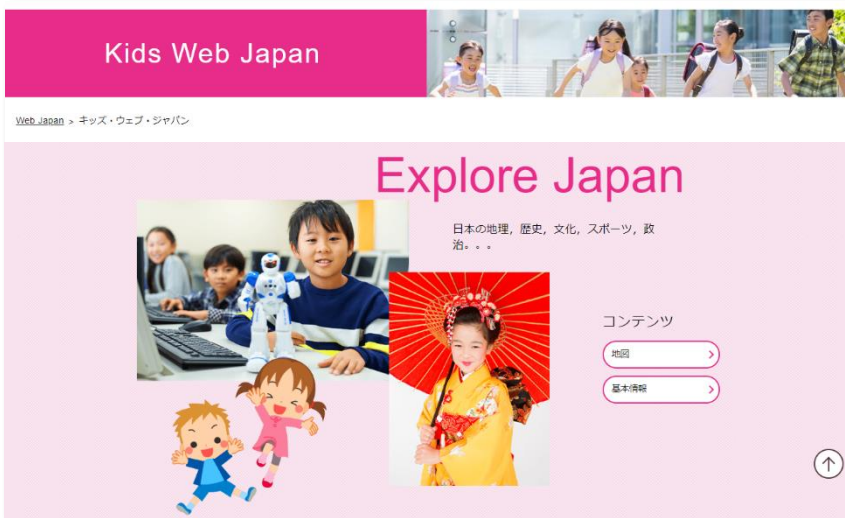 Kids Web Japan
Web Japan > キッズ・ウェブ・ジャパン
Explore Japan
日本の地理，歴史，文化，スポーツ，政
治。。。
コンテンツ
地図
基本情報